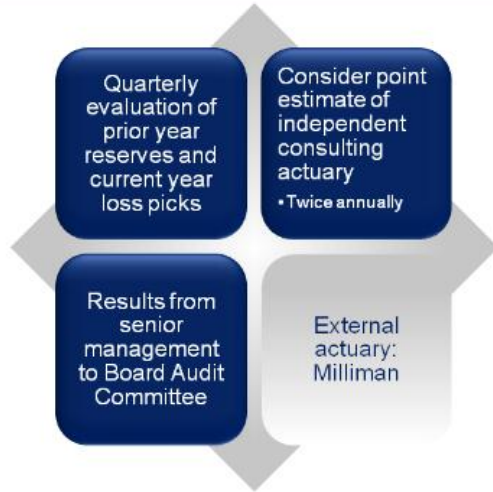 Quarterly
evaluation of
prior year
reserves and
current year
loss picks
Consider point
estimate of
independent
consulting
actuary
• Twice annually
Results from
senior
management
to Board Audit
Committee
External
actuary:
Milliman